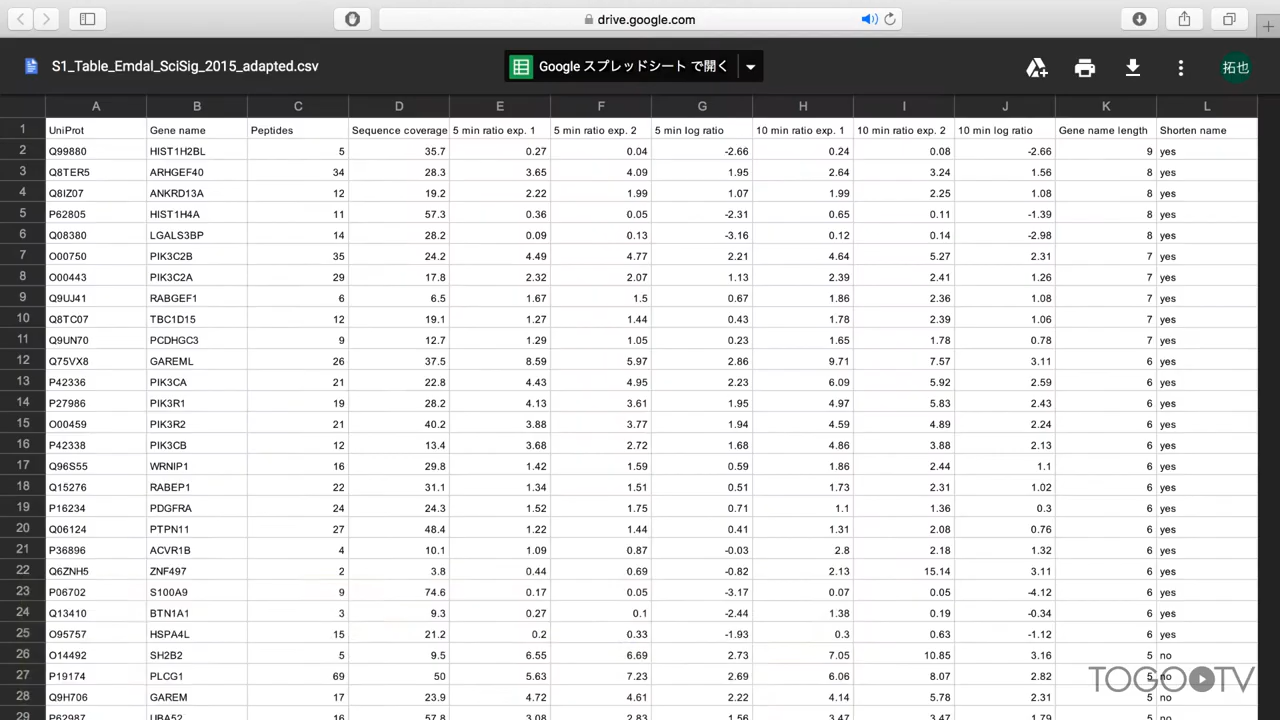 drive.google.com
S1_Table_Emdal_SciSig_2015_adapted.csv
Google スプレッドシート で開く
拓也
A B C D E F G H I J K L
1 UniProt Gene name Peptides Sequence coverage 5 min ratio exp. 1 5 min ratio exp. 2 5 min log ratio 10 min ratio exp. 1 10 min ratio exp. 2 10 min log ratio Gene name length Shorten name
2 Q99880 HIST1H2BL 5 35.7 0.27 0.04 -2.66 0.24 0.08 -2.66 9 yes
3 Q8TER5 ARHGEF40 34 28.3 3.65 4.09 1.95 2.64 3.24 1.56 8 yes
4 Q8IZ07 ANKRD13A 12 19.2 2.22 1.99 1.07 1.99 2.25 1.08 8 yes
5 P62805 HIST1H4A 11 57.3 0.36 0.05 -2.31 0.65 0.11 -1.39 8 yes
6 Q08380 LGALS3BP 14 28.2 0.09 0.13 -3.16 0.12 0.14 -2.98 8 yes
7 O00750 PIK3C2B 35 24.2 4.49 4.77 2.21 4.64 5.27 2.31 7 yes
8 O00443 PIK3C2A 29 17.8 2.32 2.07 1.13 2.39 2.41 1.26 7 yes
9 Q9UJ41 RABGEF1 6 6.5 1.67 1.5 0.67 1.86 2.36 1.08 7 yes
10 Q8TC07 TBC1D15 12 19.1 1.27 1.44 0.43 1.78 2.39 1.06 7 yes
11 Q9UN70 PCDHGC3 9 12.7 1.29 1.05 0.23 1.65 1.78 0.78 7 yes
12 Q75VX8 GAREML 26 37.5 8.59 5.97 2.86 9.71 7.57 3.11 6 yes
13 P42336 PIK3CA 21 22.8 4.43 4.95 2.23 6.09 5.92 2.59 6 yes
14 P27986 PIK3R1 19 28.2 4.13 3.61 1.95 4.97 5.83 2.43 6 yes
15 O00459 PIK3R2 21 40.2 3.88 3.77 1.94 4.59 4.89 2.24 6 yes
16 P42338 PIK3CB 12 13.4 3.68 2.72 1.68 4.86 3.88 2.13 6 yes
17 Q96S55 WRNIP1 16 29.8 1.42 1.59 0.59 1.86 2.44 1.1 6 yes
18 Q15276 RABEP1 22 31.1 1.34 1.51 0.51 1.73 2.31 1.02 6 yes
19 P16234 PDGFRA 24 24.3 1.52 1.75 0.71 1.1 1.36 0.3 6 yes
20 Q06124 PTPN11 27 48.4 1.22 1.44 0.41 1.31 2.08 0.76 6 yes
21 P36896 ACVR1B 4 10.1 1.09 0.87 -0.03 2.8 2.18 1.32 6 yes
22 Q6ZNH5 ZNF497 2 3.8 0.44 0.69 -0.82 2.13 15.14 3.11 6 yes
23 P06702 S100A9 9 74.6 0.17 0.05 -3.17 0.07 0.05 -4.12 6 yes
24 Q13410 BTN1A1 3 9.3 0.27 0.1 -2.44 1.38 0.19 -0.34 6 yes
25 O95757 HSPA4L 15 21.2 0.2 0.33 -1.93 0.3 0.63 -1.12 6 yes
26 O14492 SH2B2 5 9.5 6.55 6.69 2.73 7.05 10.85 3.16 5 no
27 P19174 PLCG1 69 50 5.63 7.23 2.69 6.06 8.07 2.82 5 no
28 Q9H706 GAREM 17 23.9 4.72 4.61 2.22 4.14 5.78 2.31 5 no
29 P62987 UBA52 16 57.8 3.08 2.83 1.56 3.47 3.47 1.79 5 no
TOGO TV